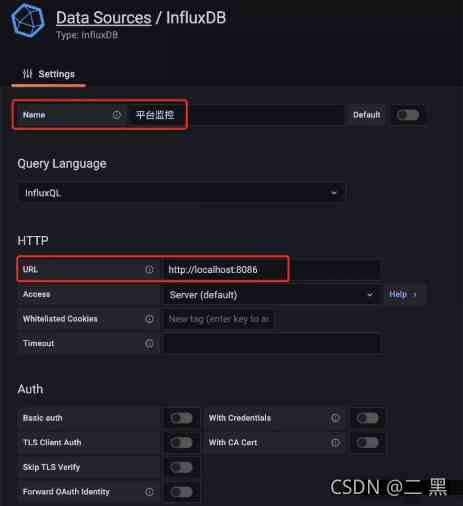 Data Sources / InfluxDB
Type: InfluxDB
Settings
Name 平台监控 Default
Query Language
InfluxQL
HTTP
URL http://localhost:8086
Access Server (default) Help
Whitelisted Cookies New tag (enter key to ad
Timeout
Auth
Basic auth With Credentials
TLS Client Auth With CA Cert
Skip TLS Verify
Forward OAuth Identity
CSDN @二 黑